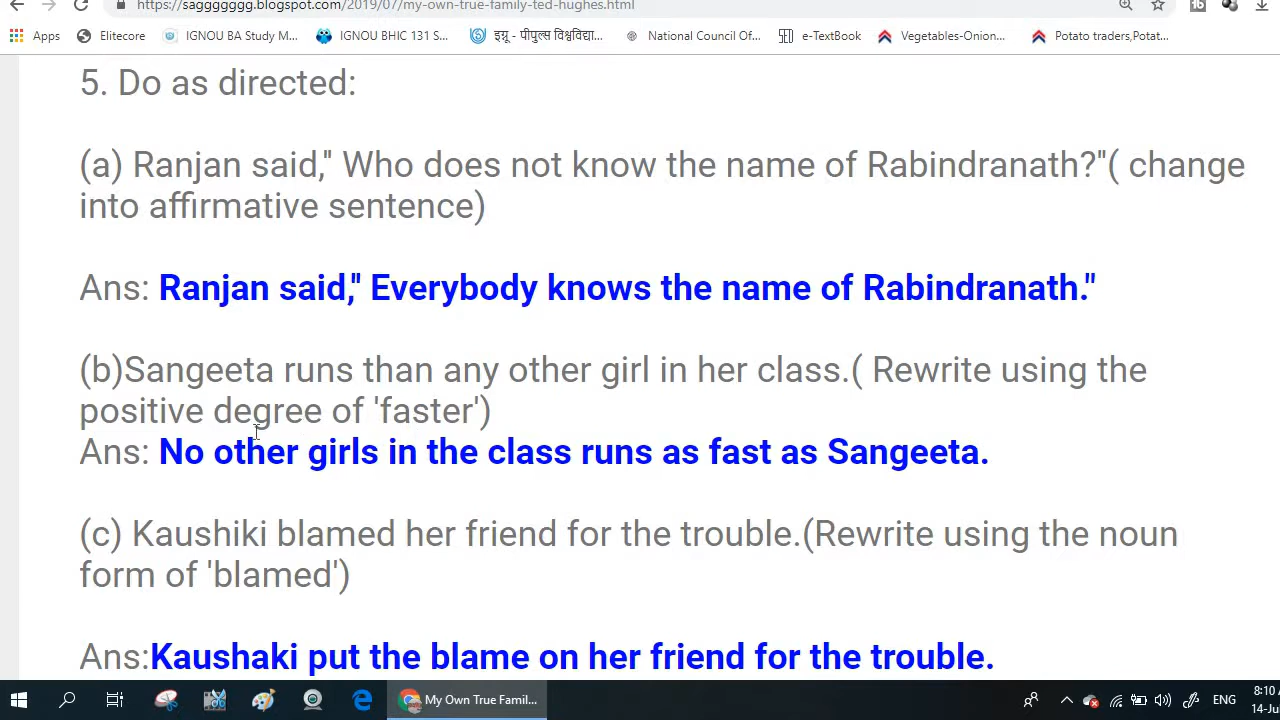 https://saggggggg.blogspot.com/2019/07/my-own-true-family-ted-hughes.html
Apps Elitecore IGNOU BA Study M... IGNOU BHIC 131 S... इग्नू - पीपुल्स विश्वविद्या... National Council Of... e-TextBook Vegetables-Onion... Potato traders,Potat...
5. Do as directed:
(a) Ranjan said," Who does not know the name of Rabindranath?"( change
into affirmative sentence)
Ans: Ranjan said," Everybody knows the name of Rabindranath."
(b)Sangeeta runs than any other girl in her class.( Rewrite using the
positive degree of 'faster')
Ans: No other girls in the class runs as fast as Sangeeta.
(c) Kaushiki blamed her friend for the trouble.(Rewrite using the noun
form of 'blamed')
Ans:Kaushaki put the blame on her friend for the trouble.
My Own True Famil... ENG 8:10
14-Ju